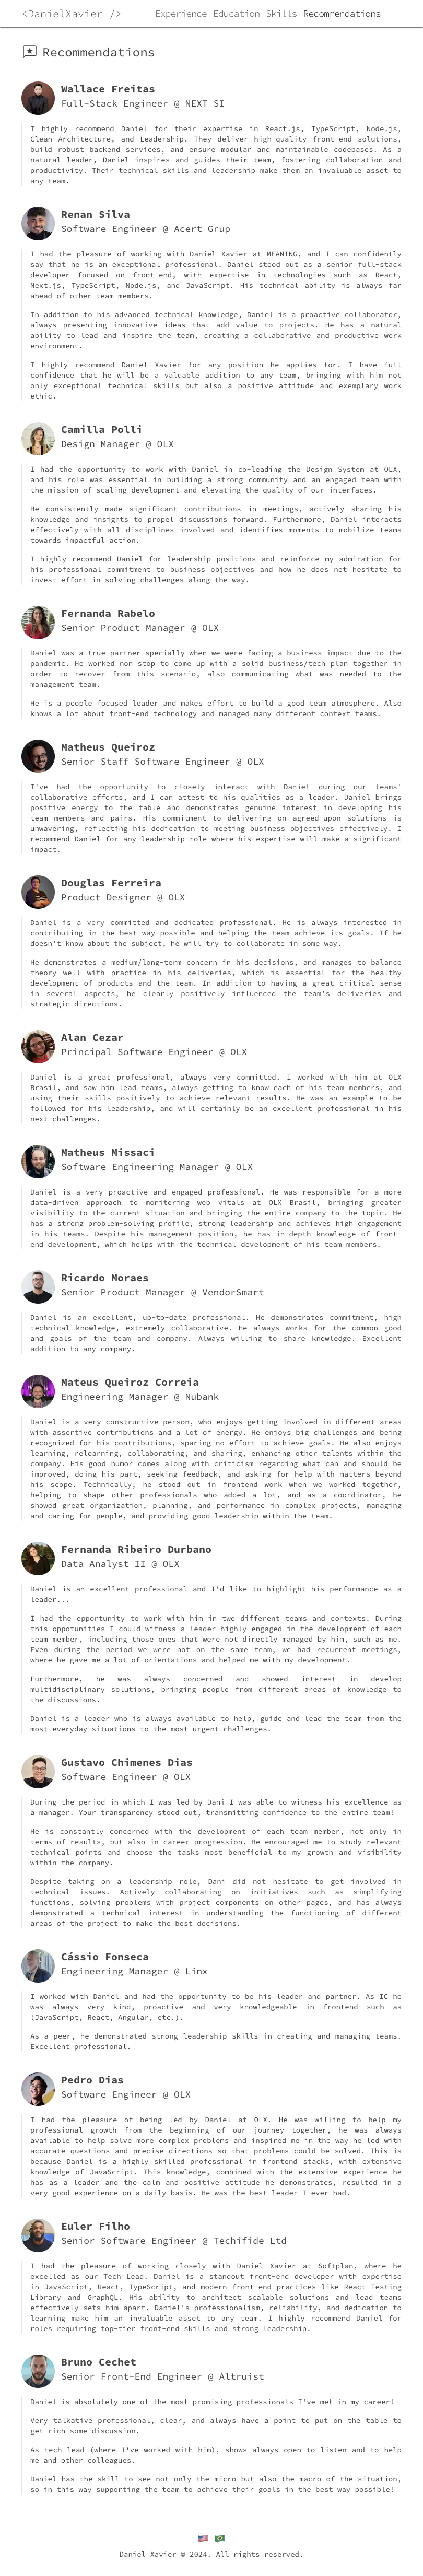 <DanielXavier />
Experience Education Skills Recommendations
Recommendations
Wallace Freitas
Full-Stack Engineer @ NEXT SI
I highly recommend Daniel for their expertise in React.js, TypeScript, Node.js,
Clean Architecture, and Leadership. They deliver high-quality front-end solutions,
build robust backend services, and ensure modular and maintainable codebases. As a
natural leader, Daniel inspires and guides their team, fostering collaboration and
productivity. Their technical skills and leadership make them an invaluable asset to
any team.
Renan Silva
Software Engineer @ Acert Grup
I had the pleasure of working with Daniel Xavier at MEANING, and I can confidently
say that he is an exceptional professional. Daniel stood out as a senior full-stack
developer focused on front-end, with expertise in technologies such as React,
Next.js, TypeScript, Node.js, and JavaScript. His technical ability is always far
ahead of other team members.
In addition to his advanced technical knowledge, Daniel is a proactive collaborator,
always presenting innovative ideas that add value to projects. He has a natural
ability to lead and inspire the team, creating a collaborative and productive work
environment.
I highly recommend Daniel Xavier for any position he applies for. I have full
confidence that he will be a valuable addition to any team, bringing with him not
only exceptional technical skills but also a positive attitude and exemplary work
ethic.
Camilla Polli
Design Manager @ OLX
I had the opportunity to work with Daniel in co-leading the Design System at OLX,
and his role was essential in building a strong community and an engaged team with
the mission of scaling development and elevating the quality of our interfaces.
He consistently made significant contributions in meetings, actively sharing his
knowledge and insights to propel discussions forward. Furthermore, Daniel interacts
effectively with all disciplines involved and identifies moments to mobilize teams
towards impactful action.
I highly recommend Daniel for leadership positions and reinforce my admiration for
his professional commitment to business objectives and how he does not hesitate to
invest effort in solving challenges along the way.
Fernanda Rabelo
Senior Product Manager @ OLX
Daniel was a true partner specially when we were facing a business impact due to the
pandemic. He worked non stop to come up with a solid business/tech plan together in
order to recover from this scenario, also communicating what was needed to the
management team.
He is a people focused leader and makes effort to build a good team atmosphere. Also
knows a lot about front-end technology and managed many different context teams.
Matheus Queiroz
Senior Staff Software Engineer @ OLX
I've had the opportunity to closely interact with Daniel during our teams'
collaborative efforts, and I can attest to his qualities as a leader. Daniel brings
positive energy to the table and demonstrates genuine interest in developing his
team members and pairs. His commitment to delivering on agreed-upon solutions is
unwavering, reflecting his dedication to meeting business objectives effectively. I
recommend Daniel for any leadership role where his expertise will make a significant
impact.
Douglas Ferreira
Product Designer @ OLX
Daniel is a very committed and dedicated professional. He is always interested in
contributing in the best way possible and helping the team achieve its goals. If he
doesn't know about the subject, he will try to collaborate in some way.
He demonstrates a medium/long-term concern in his decisions, and manages to balance
theory well with practice in his deliveries, which is essential for the healthy
development of products and the team. In addition to having a great critical sense
in several aspects, he clearly positively influenced the team's deliveries and
strategic directions.
Alan Cezar
Principal Software Engineer @ OLX
Daniel is a great professional, always very committed. I worked with him at OLX
Brasil, and saw him lead teams, always getting to know each of his team members, and
using their skills positively to achieve relevant results. He was an example to be
followed for his leadership, and will certainly be an excellent professional in his
next challenges.
Matheus Missaci
Software Engineering Manager @ OLX
Daniel is a very proactive and engaged professional. He was responsible for a more
data-driven approach to monitoring web vitals at OLX Brasil, bringing greater
visibility to the current situation and bringing the entire company to the topic. He
has a strong problem-solving profile, strong leadership and achieves high engagement
in his teams. Despite his management position, he has in-depth knowledge of front-
end development, which helps with the technical development of his team members.
Ricardo Moraes
Senior Product Manager @ VendorSmart
Daniel is an excellent, up-to-date professional. He demonstrates commitment, high
technical knowledge, extremely collaborative. He always works for the common good
and goals of the team and company. Always willing to share knowledge. Excellent
addition to any company.
Mateus Queiroz Correia
Engineering Manager @ Nubank
Daniel is a very constructive person, who enjoys getting involved in different areas
with assertive contributions and a lot of energy. He enjoys big challenges and being
recognized for his contributions, sparing no effort to achieve goals. He also enjoys
learning, relearning, collaborating, and sharing, enhancing other talents within the
company. His good humor comes along with criticism regarding what can and should be
improved, doing his part, seeking feedback, and asking for help with matters beyond
his scope. Technically, he stood out in frontend work when we worked together,
helping to shape other professionals who added a lot, and as a coordinator, he
showed great organization, planning, and performance in complex projects, managing
and caring for people, and providing good leadership within the team.
Fernanda Ribeiro Durbano
Data Analyst II @ OLX
Daniel is an excellent professional and I'd like to highlight his performance as a
leader...
I had the opportunity to work with him in two different teams and contexts. During
this opportunities I could witness a leader highly engaged in the development of each
team member, including those ones that were not directly managed by him, such as me.
Even during the period we were not on the same team, we had recurrent meetings,
where he gave me a lot of orientations and helped me with my development.
Furthermore, he was always concerned and showed interest in develop
multidisciplinary solutions, bringing people from different areas of knowledge to
the discussions.
Daniel is a leader who is always available to help, guide and lead the team from the
most everyday situations to the most urgent challenges.
Gustavo Chimenes Dias
Software Engineer @ OLX
During the period in which I was led by Dani I was able to witness his excellence as
a manager. Your transparency stood out, transmitting confidence to the entire team!
He is constantly concerned with the development of each team member, not only in
terms of results, but also in career progression. He encouraged me to study relevant
technical points and choose the tasks most beneficial to my growth and visibility
within the company.
Despite taking on a leadership role, Dani did not hesitate to get involved in
technical issues. Actively collaborating on initiatives such as simplifying
functions, solving problems with project components on other pages, and has always
demonstrated a technical interest in understanding the functioning of different
areas of the project to make the best decisions.
Cássio Fonseca
Engineering Manager @ Linx
I worked with Daniel and had the opportunity to be his leader and partner. As IC he
was always very kind, proactive and very knowledgeable in frontend such as
(JavaScript, React, Angular, etc.).
As a peer, he demonstrated strong leadership skills in creating and managing teams.
Excellent professional.
Pedro Dias
Software Engineer @ OLX
I had the pleasure of being led by Daniel at OLX. He was willing to help my
professional growth from the beginning of our journey together, he was always
available to help solve more complex problems and inspired me in the way he led with
accurate questions and precise directions so that problems could be solved. This is
because Daniel is a highly skilled professional in frontend stacks, with extensive
knowledge of JavaScript. This knowledge, combined with the extensive experience he
has as a leader and the calm and positive attitude he demonstrates, resulted in a
very good experience on a daily basis. He was the best leader I ever had.
Euler Filho
Senior Software Engineer @ Techifide Ltd
I had the pleasure of working closely with Daniel Xavier at Softplan, where he
excelled as our Tech Lead. Daniel is a standout front-end developer with expertise
in JavaScript, React, TypeScript, and modern front-end practices like React Testing
Library and GraphQL. His ability to architect scalable solutions and lead teams
effectively sets him apart. Daniel's professionalism, reliability, and dedication to
learning make him an invaluable asset to any team. I highly recommend Daniel for
roles requiring top-tier front-end skills and strong leadership.
Bruno Cechet
Senior Front-End Engineer @ Altruist
Daniel is absolutely one of the most promising professionals I've met in my career!
Very talkative professional, clear, and always have a point to put on the table to
get rich some discussion.
As tech lead (where I've worked with him), shows always open to listen and to help
me and other colleagues.
Daniel has the skill to see not only the micro but also the macro of the situation,
so in this way supporting the team to achieve their goals in the best way possible!
Daniel Xavier © 2024. All rights reserved.